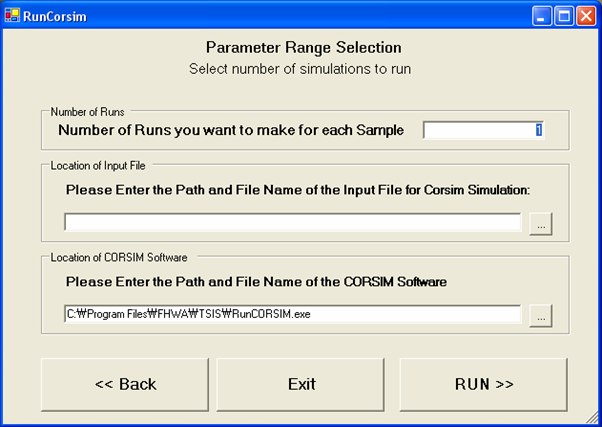 RunCorsim
Parameter Range Selection
Select number of simulations to run
Number of Runs
Number of Runs you want to make for each Sample
1
Location of Input File
Please Enter the Path and File Name of the Input File for Corsim Simulation:
...
Location of CORSIM Software
Please Enter the Path and File Name of the CORSIM Software
C:₩Program Files₩FHWA₩TSIS₩RunCORSIM.exe
...
<< Back
Exit
RUN >>